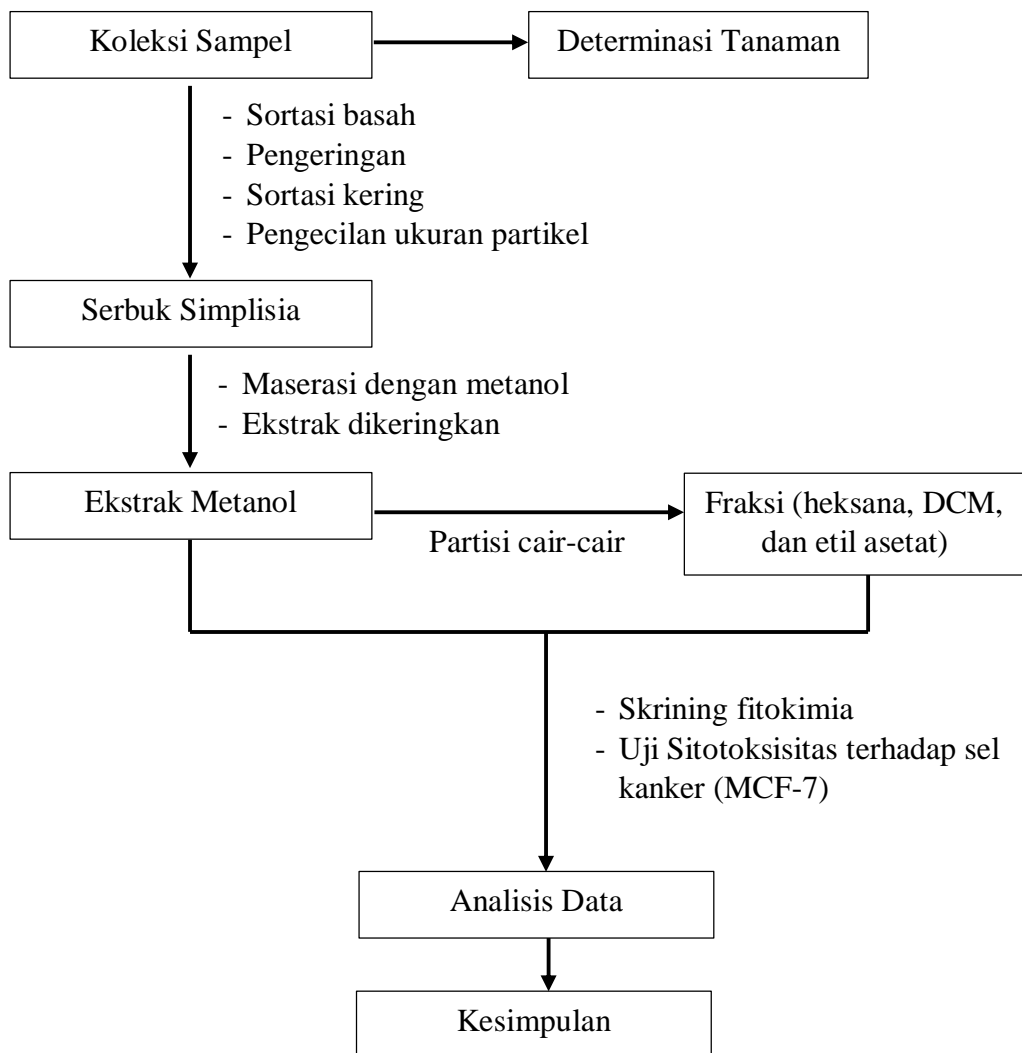 Koleksi Sampel
Determinasi Tanaman
- Sortasi basah
- Pengeringan
- Sortasi kering
- Pengecilan ukuran partikel
Serbuk Simplisia
- Maserasi dengan metanol
- Ekstrak dikeringkan
Ekstrak Metanol
Partisi cair-cair
Fraksi (heksana, DCM,
dan etil asetat)
- Skrining fitokimia
- Uji Sitotoksisitas terhadap sel
kanker (MCF-7)
Analisis Data
Kesimpulan